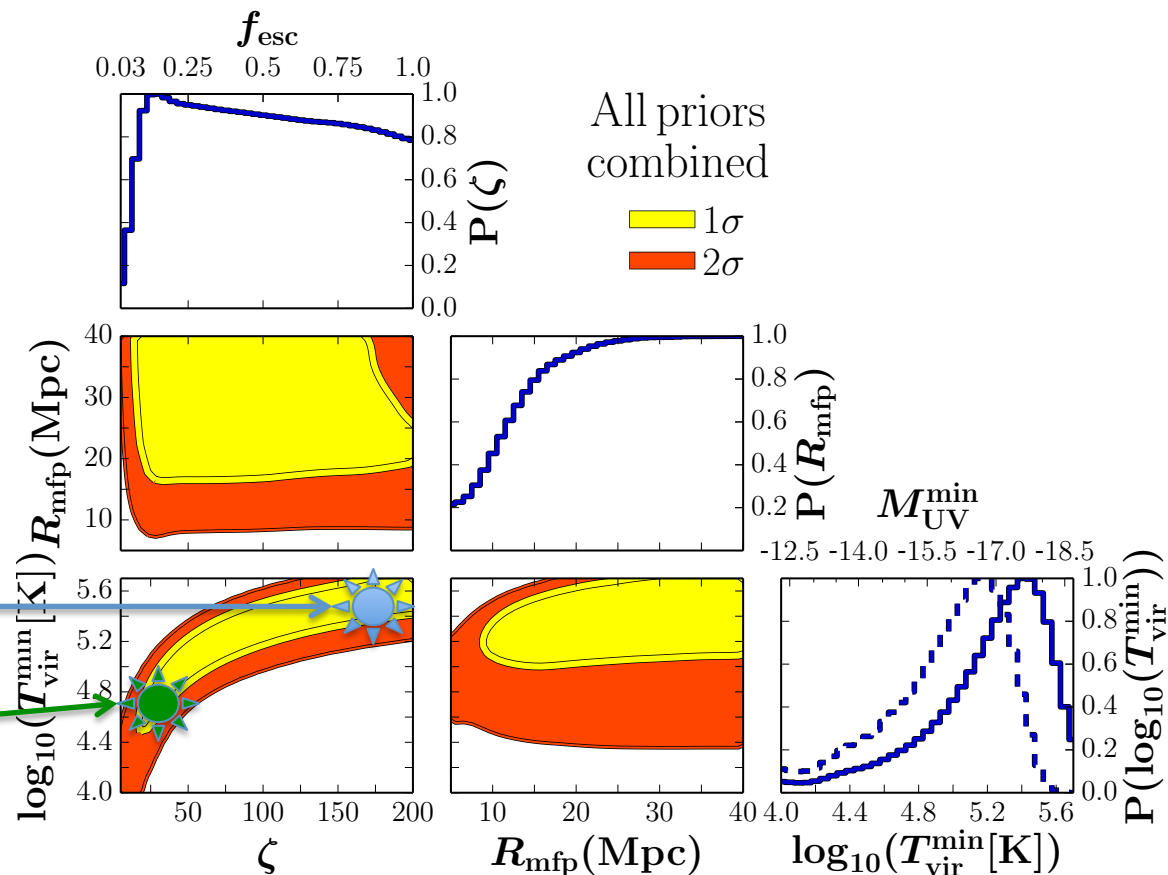 f_esc
0.03 0.25 0.5 0.75 1.0
1.0
0.8
0.6
0.4
0.2
0.0
P(ζ)
All priors
combined
1σ
2σ
R_mfp(Mpc)
40
30
20
10
1.0
0.8
0.6
0.4
0.2
P(R_mfp)
M_UV^min
-12.5 -14.0 -15.5 -17.0 -18.5
log₁₀(T_vir^min[K])
5.6
5.2
4.8
4.4
4.0
50 100 150 200
ζ
10 20 30 40
R_mfp(Mpc)
1.0
0.8
0.6
0.4
0.2
0.0
P(log₁₀(T_vir^min))
4.0 4.4 4.8 5.2 5.6
log₁₀(T_vir^min[K])